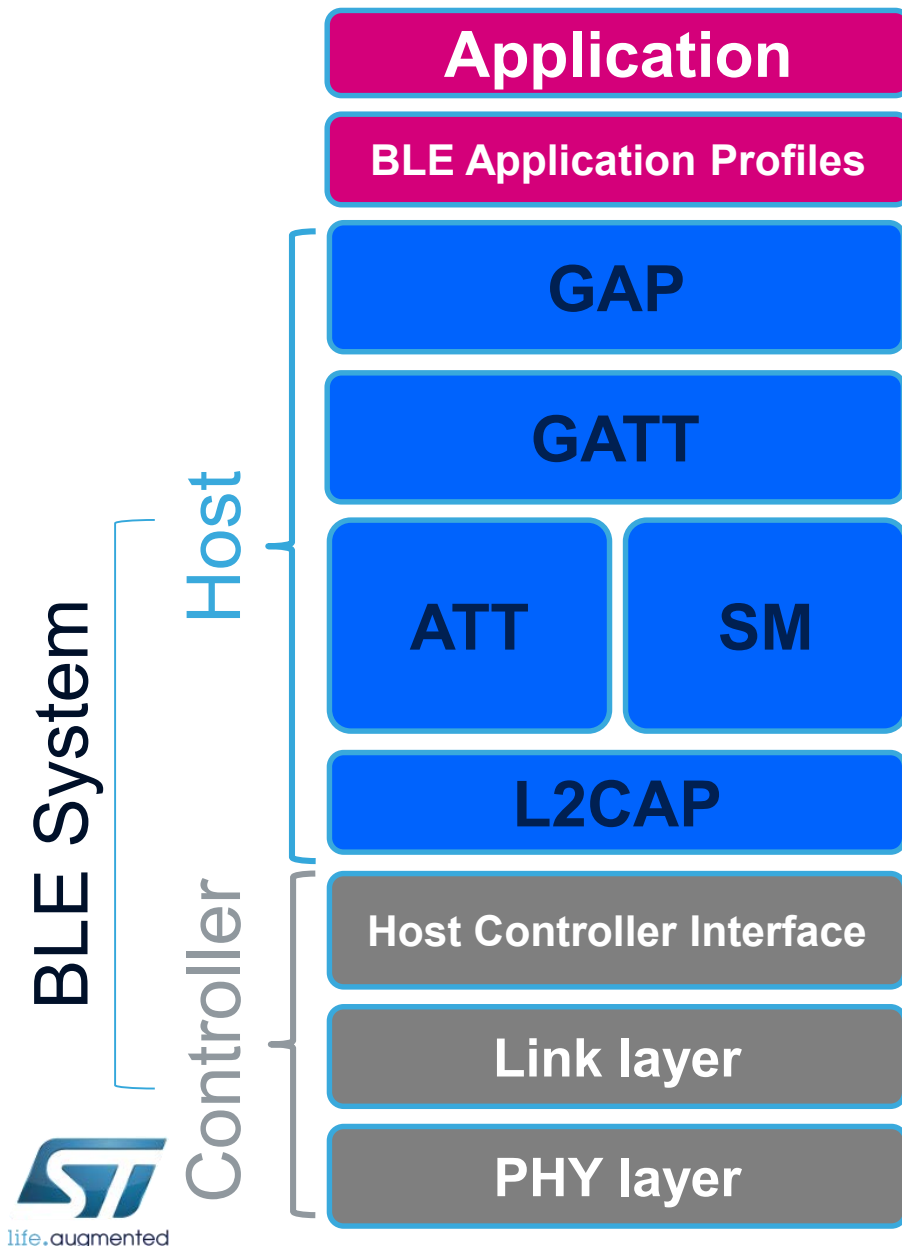 Application
BLE Application Profiles
GAP
GATT
ATT
SM
L2CAP
Host Controller Interface
Link layer
PHY layer
Host
Controller
BLE System
ST
life.augmented